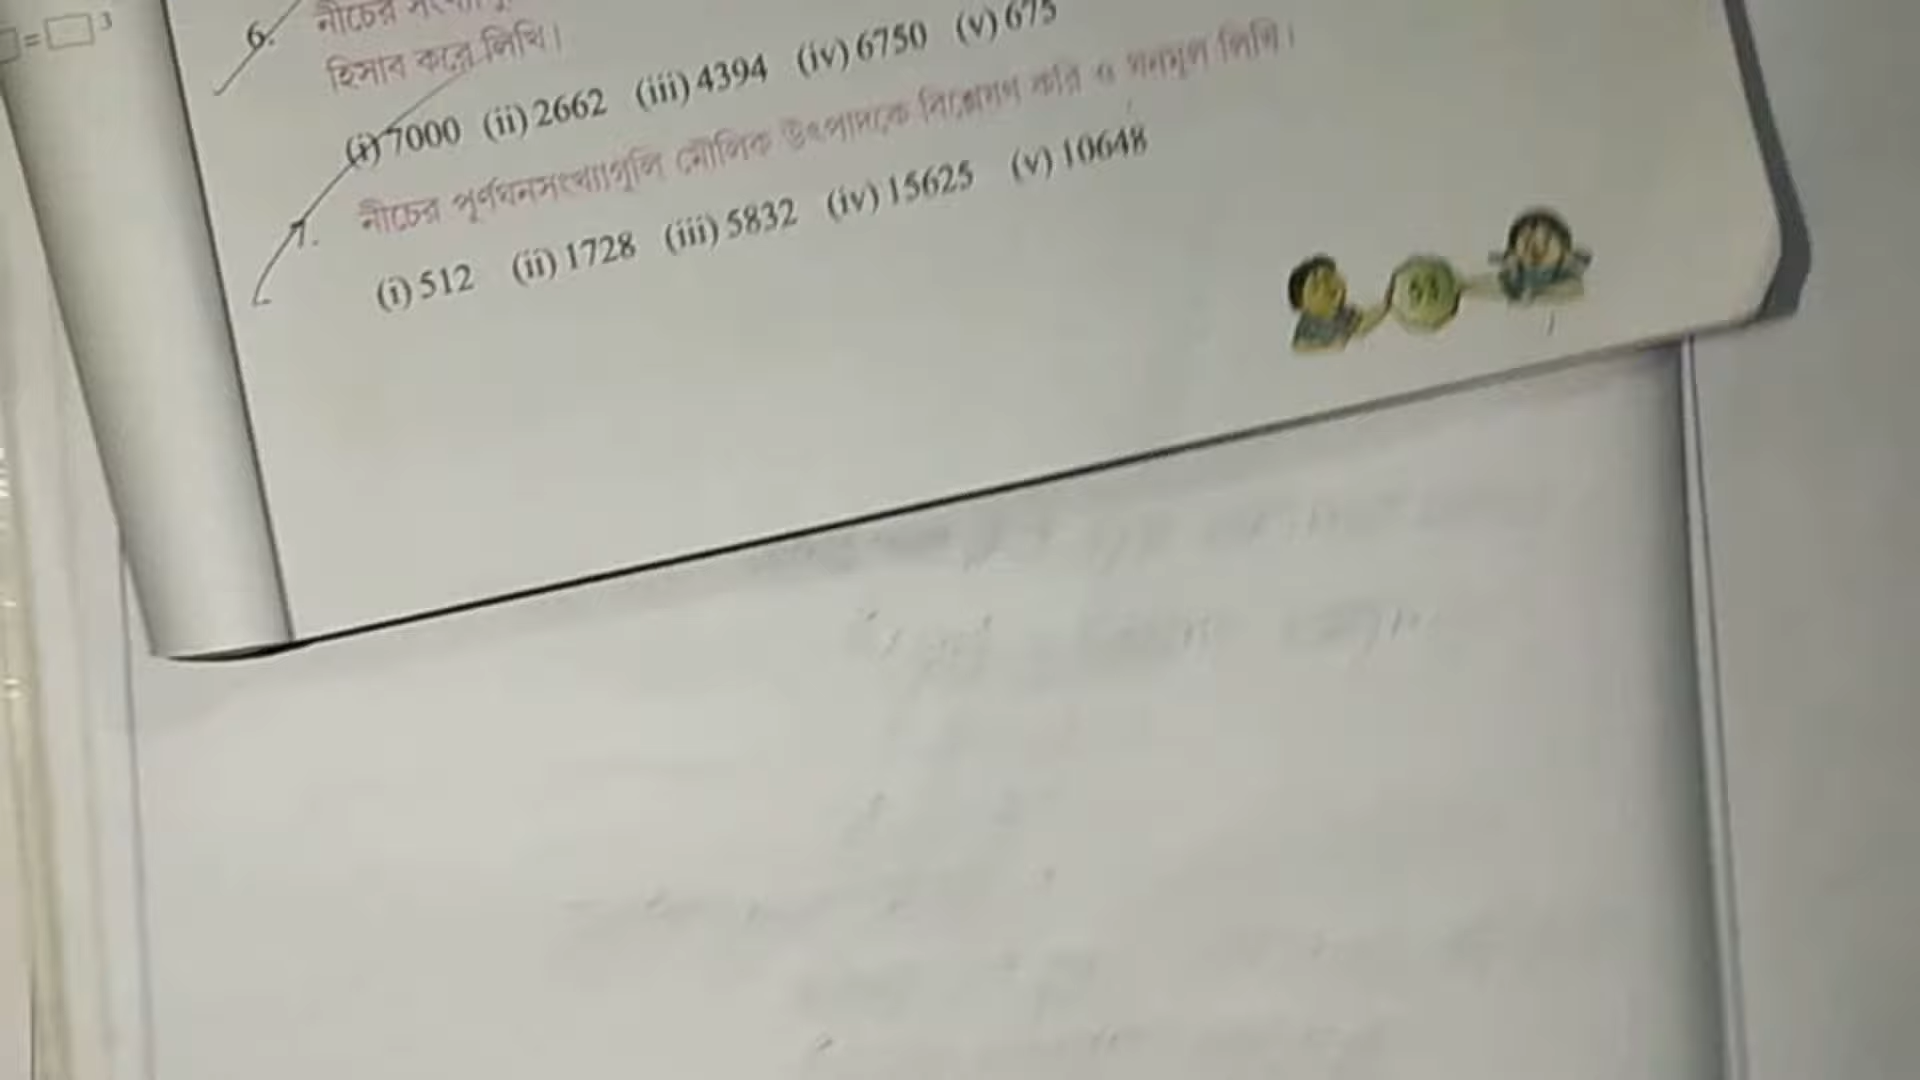 □=□³
6. নীচের
হিসাব করে লিখি।
(i) 7000 (ii) 2662 (iii) 4394 (iv) 6750 (v) 675
7. নীচের পূর্ণঘনসংখ্যাগুলি মৌলিক উৎপাদকে বিশ্লেষণ করি ও ঘনমূল লিখি।
(i) 512 (ii) 1728 (iii) 5832 (iv) 15625 (v) 10648